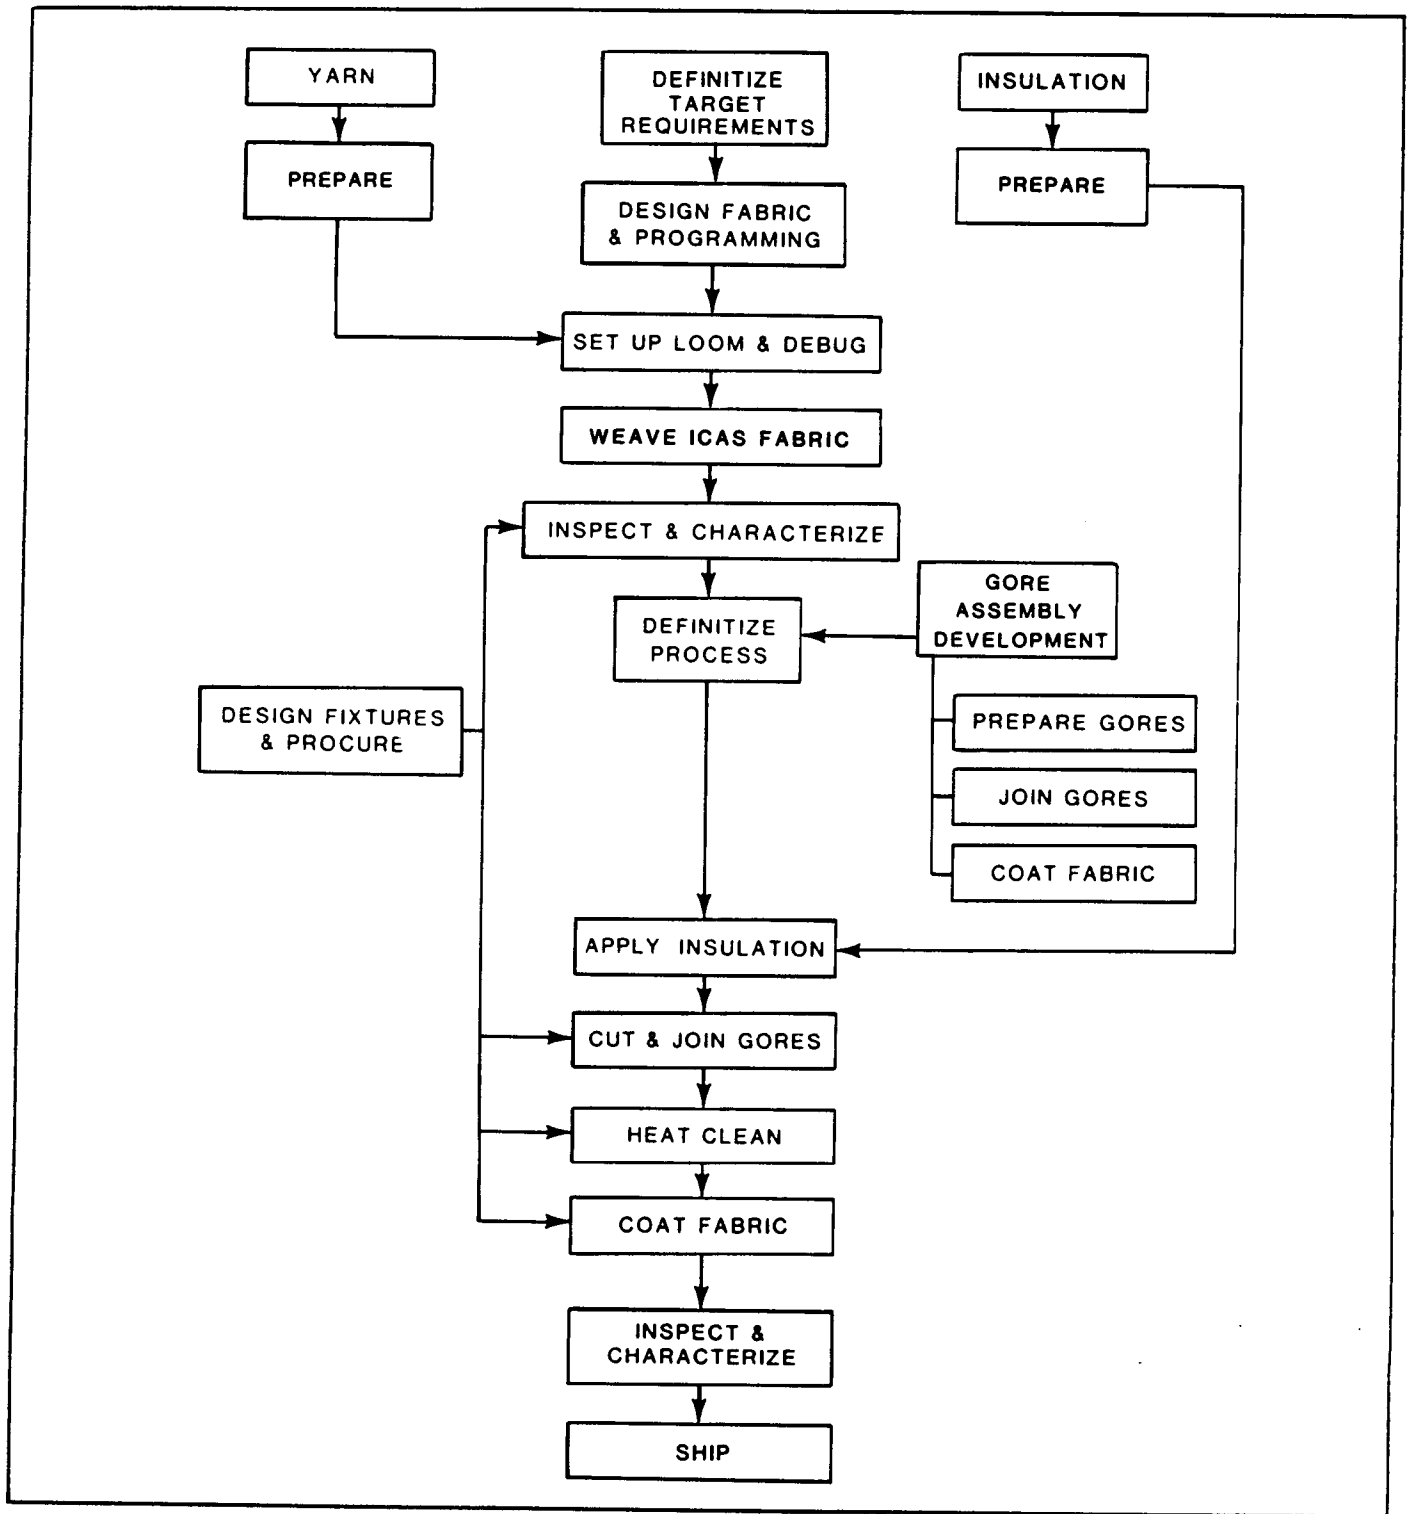 YARN
PREPARE
DEFINITIZE
TARGET
REQUIREMENTS
INSULATION
PREPARE
DESIGN FABRIC
& PROGRAMMING
SET UP LOOM & DEBUG
WEAVE ICAS FABRIC
INSPECT & CHARACTERIZE
DEFINITIZE
PROCESS
GORE
ASSEMBLY
DEVELOPMENT
PREPARE GORES
JOIN GORES
COAT FABRIC
DESIGN FIXTURES
& PROCURE
APPLY INSULATION
CUT & JOIN GORES
HEAT CLEAN
COAT FABRIC
INSPECT &
CHARACTERIZE
SHIP